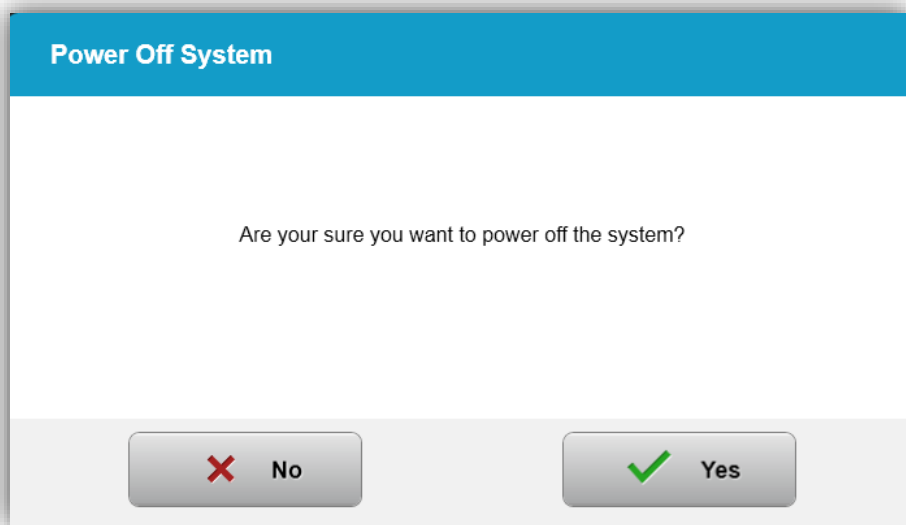 Power Off System
Are your sure you want to power off the system?
No
Yes